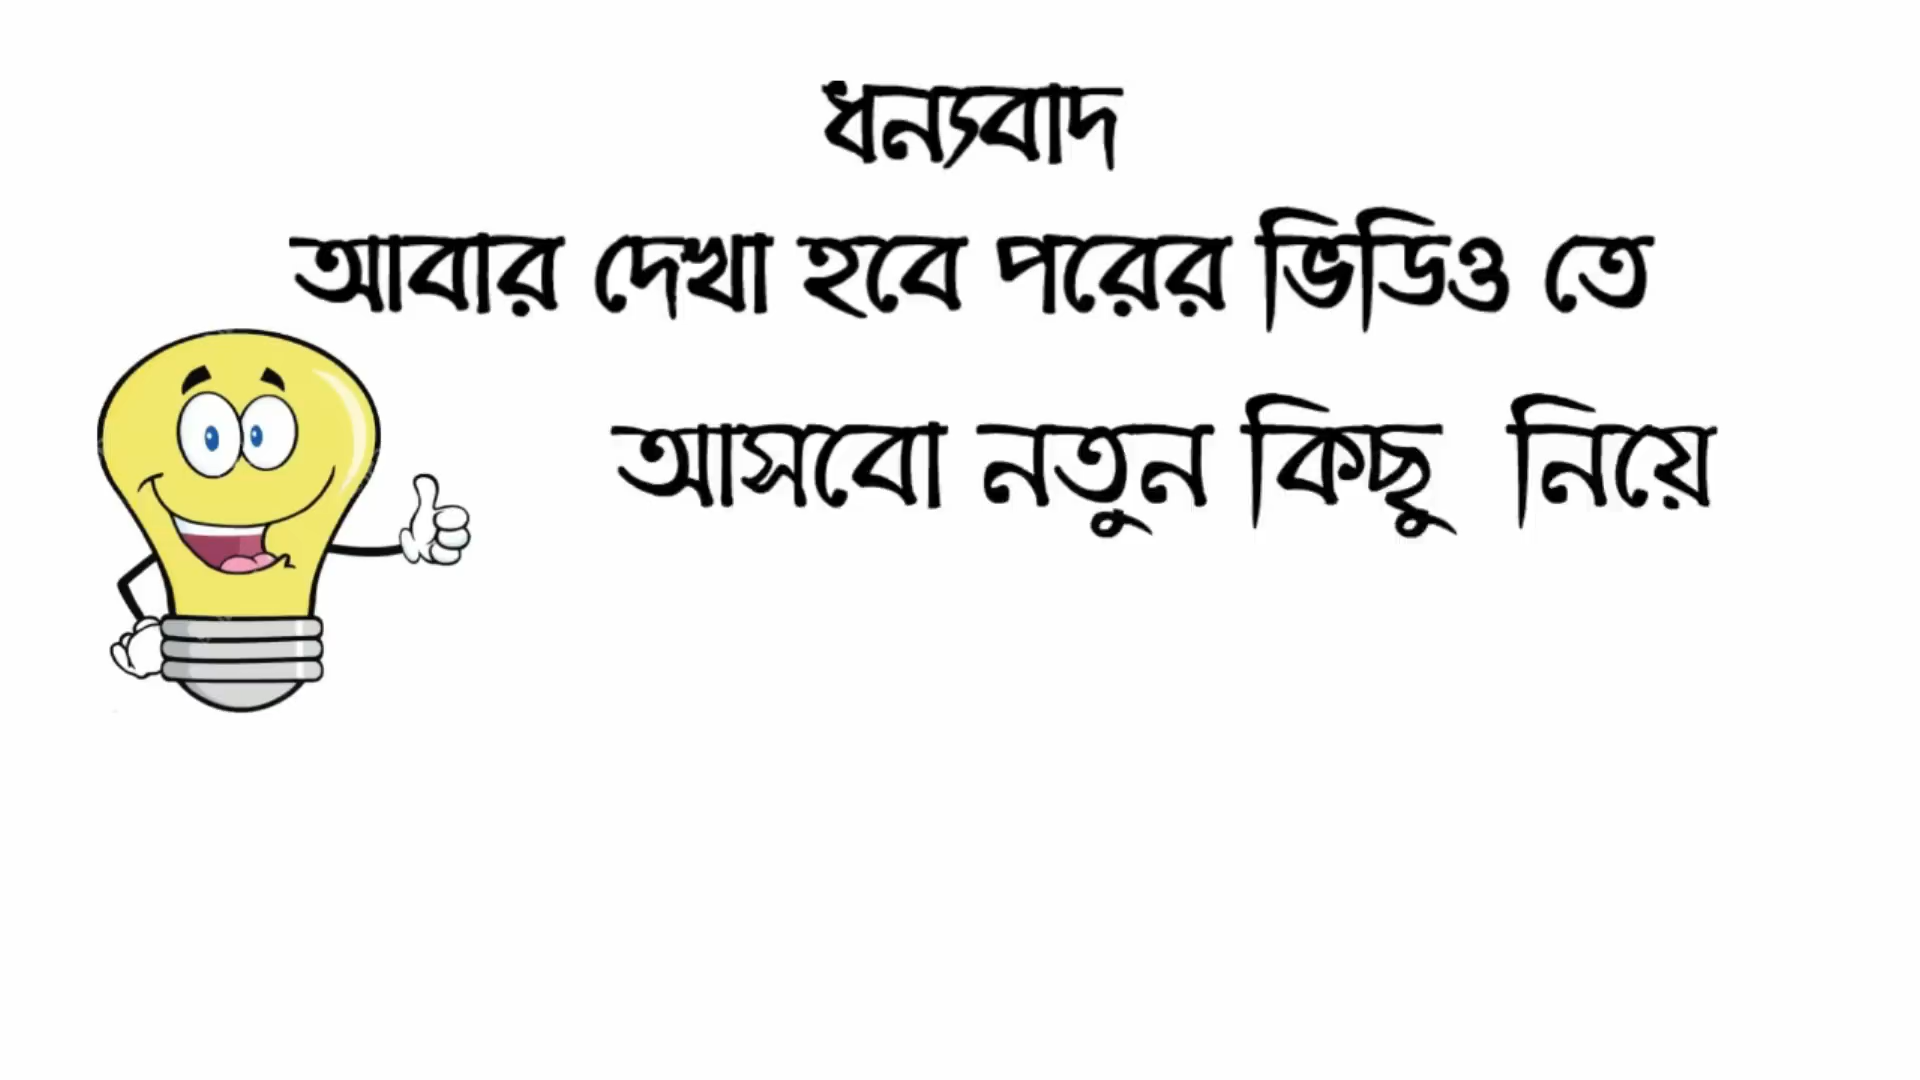 ধন্যবাদ
আবার দেখা হবে পরের ভিডিও তে
আসবো নতুন কিছু নিয়ে